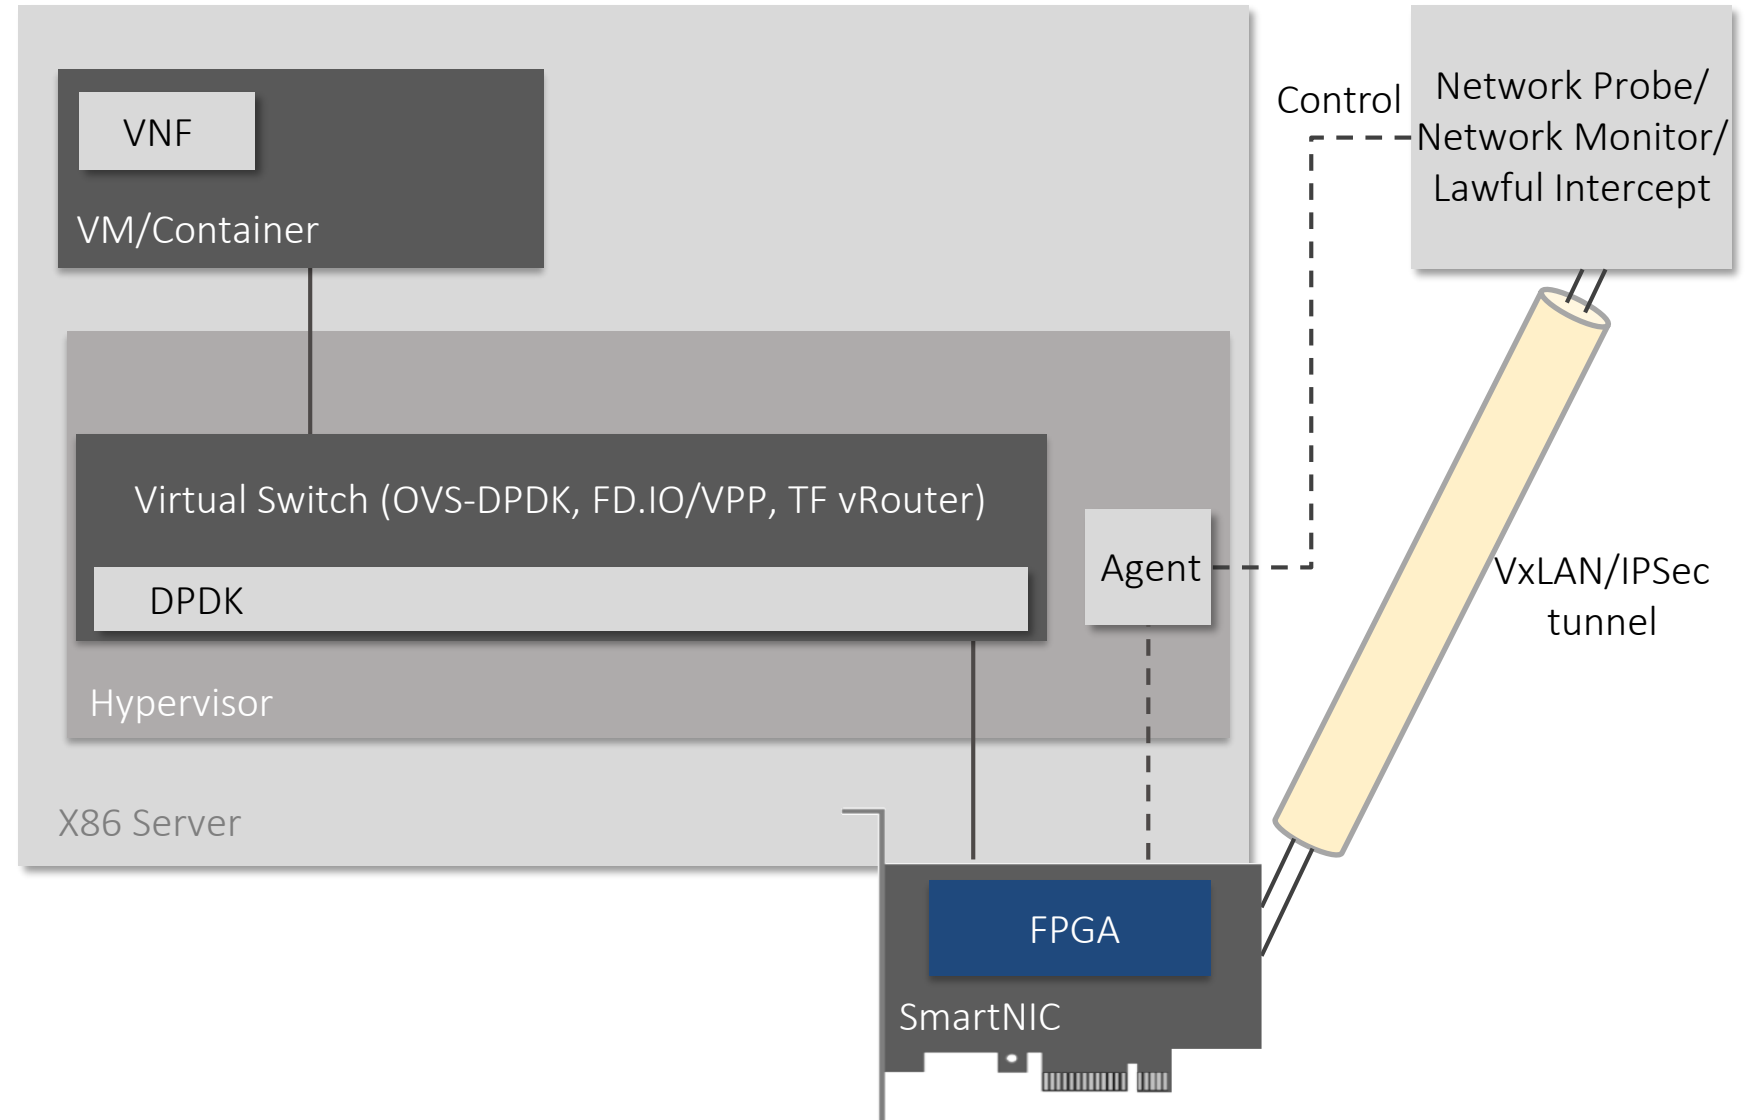 VNF
VM/Container
Control
Network Probe/
Network Monitor/
Lawful Intercept
Virtual Switch (OVS-DPDK, FD.IO/VPP, TF vRouter)
DPDK
Agent
Hypervisor
VxLAN/IPSec
tunnel
X86 Server
FPGA
SmartNIC